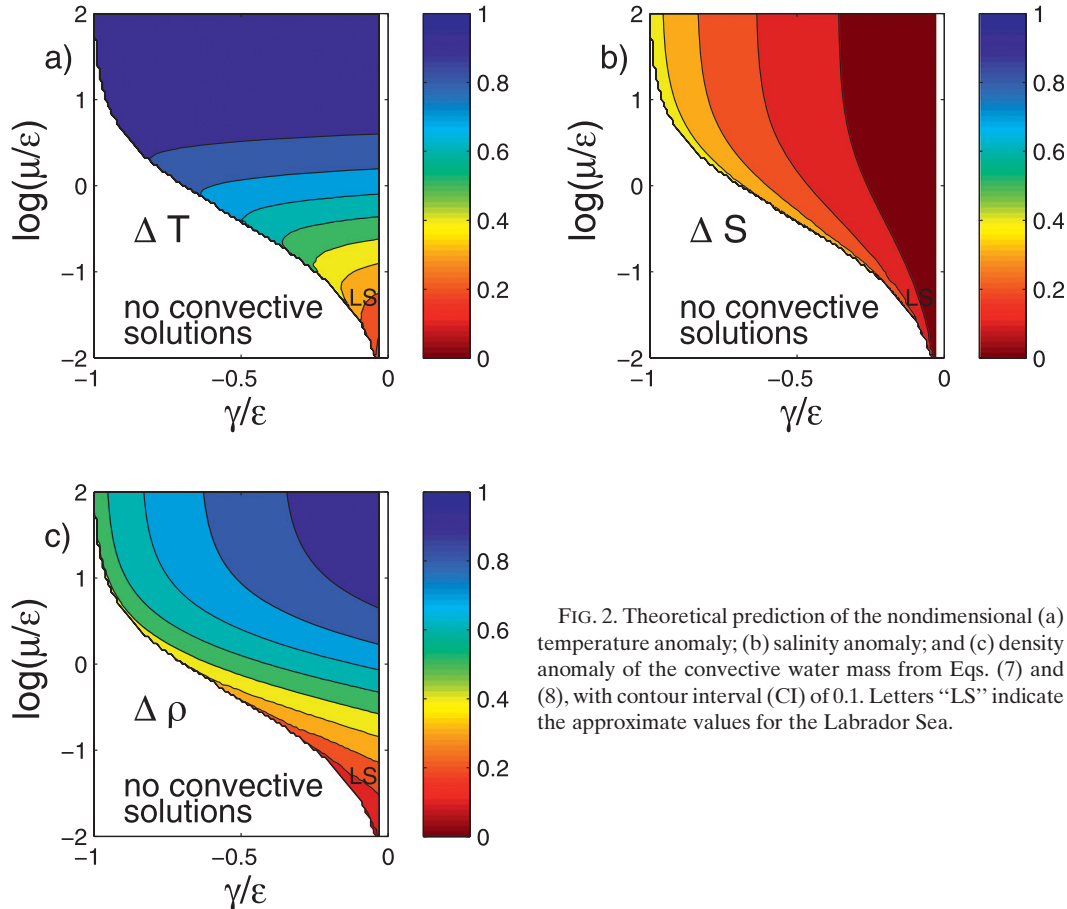 a)
2
1
0
−1
−2
log(μ/ε)
Δ T
LS
no convective
solutions
−1
−0.5
0
γ/ε
1
0.8
0.6
0.4
0.2
0
b)
2
1
0
−1
−2
log(μ/ε)
Δ S
LS
no convective
solutions
−1
−0.5
0
γ/ε
1
0.8
0.6
0.4
0.2
0
c)
2
1
0
−1
−2
log(μ/ε)
Δ ρ
LS
no convective
solutions
−1
−0.5
0
γ/ε
1
0.8
0.6
0.4
0.2
0
FIG. 2. Theoretical prediction of the nondimensional (a)
temperature anomaly; (b) salinity anomaly; and (c) density
anomaly of the convective water mass from Eqs. (7) and
(8), with contour interval (CI) of 0.1. Letters “LS” indicate
the approximate values for the Labrador Sea.